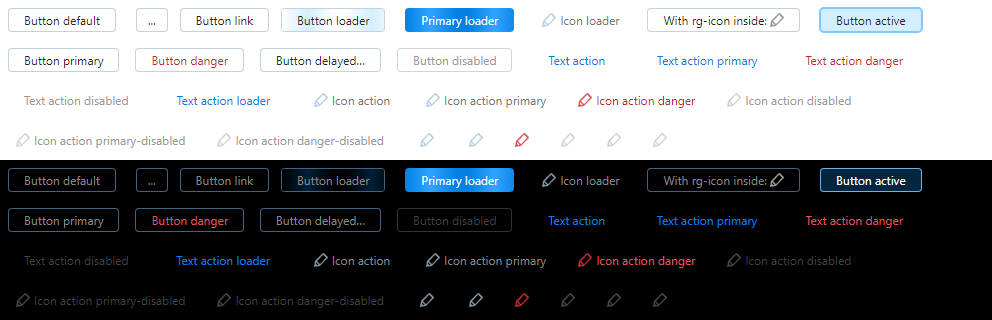 Button default ... Button link Button loader Primary loader Icon loader With rg-icon inside: Button active
Button primary Button danger Button delayed... Button disabled Text action Text action primary Text action danger
Text action disabled Text action loader Icon action Icon action primary Icon action danger Icon action disabled
Icon action primary-disabled Icon action danger-disabled
Button default ... Button link Button loader Primary loader Icon loader With rg-icon inside: Button active
Button primary Button danger Button delayed... Button disabled Text action Text action primary Text action danger
Text action disabled Text action loader Icon action Icon action primary Icon action danger Icon action disabled
Icon action primary-disabled Icon action danger-disabled